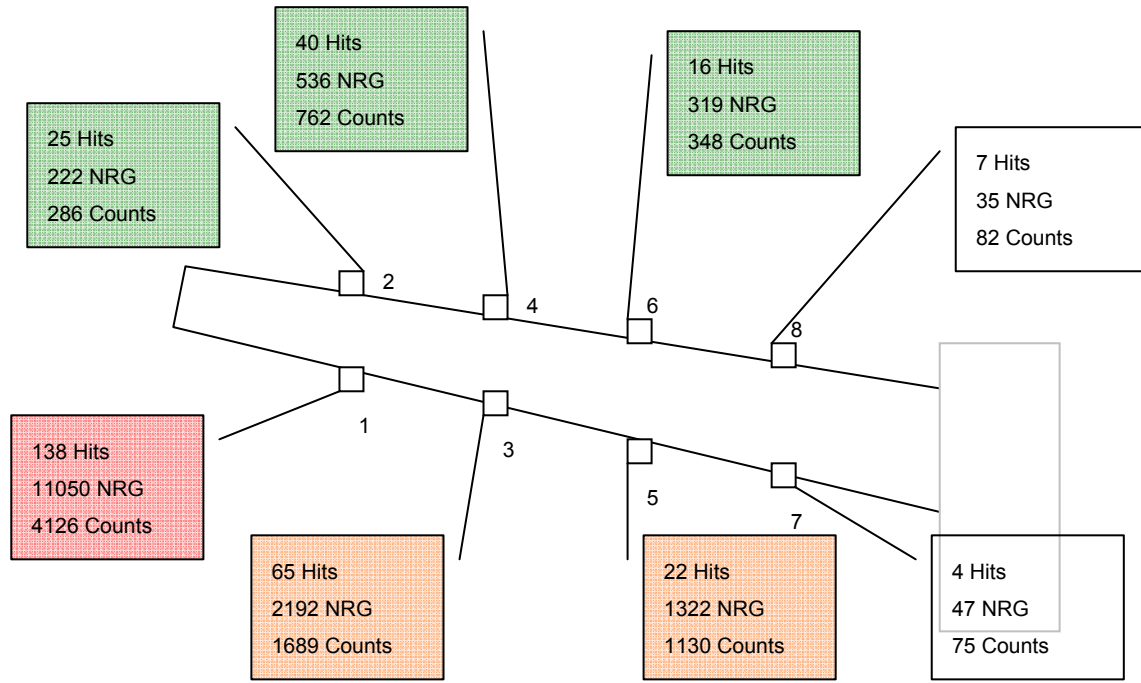 40 Hits
536 NRG
762 Counts
16 Hits
319 NRG
348 Counts
25 Hits
222 NRG
286 Counts
7 Hits
35 NRG
82 Counts
2
4
6
8
1
3
5
7
138 Hits
11050 NRG
4126 Counts
65 Hits
2192 NRG
1689 Counts
22 Hits
1322 NRG
1130 Counts
4 Hits
47 NRG
75 Counts